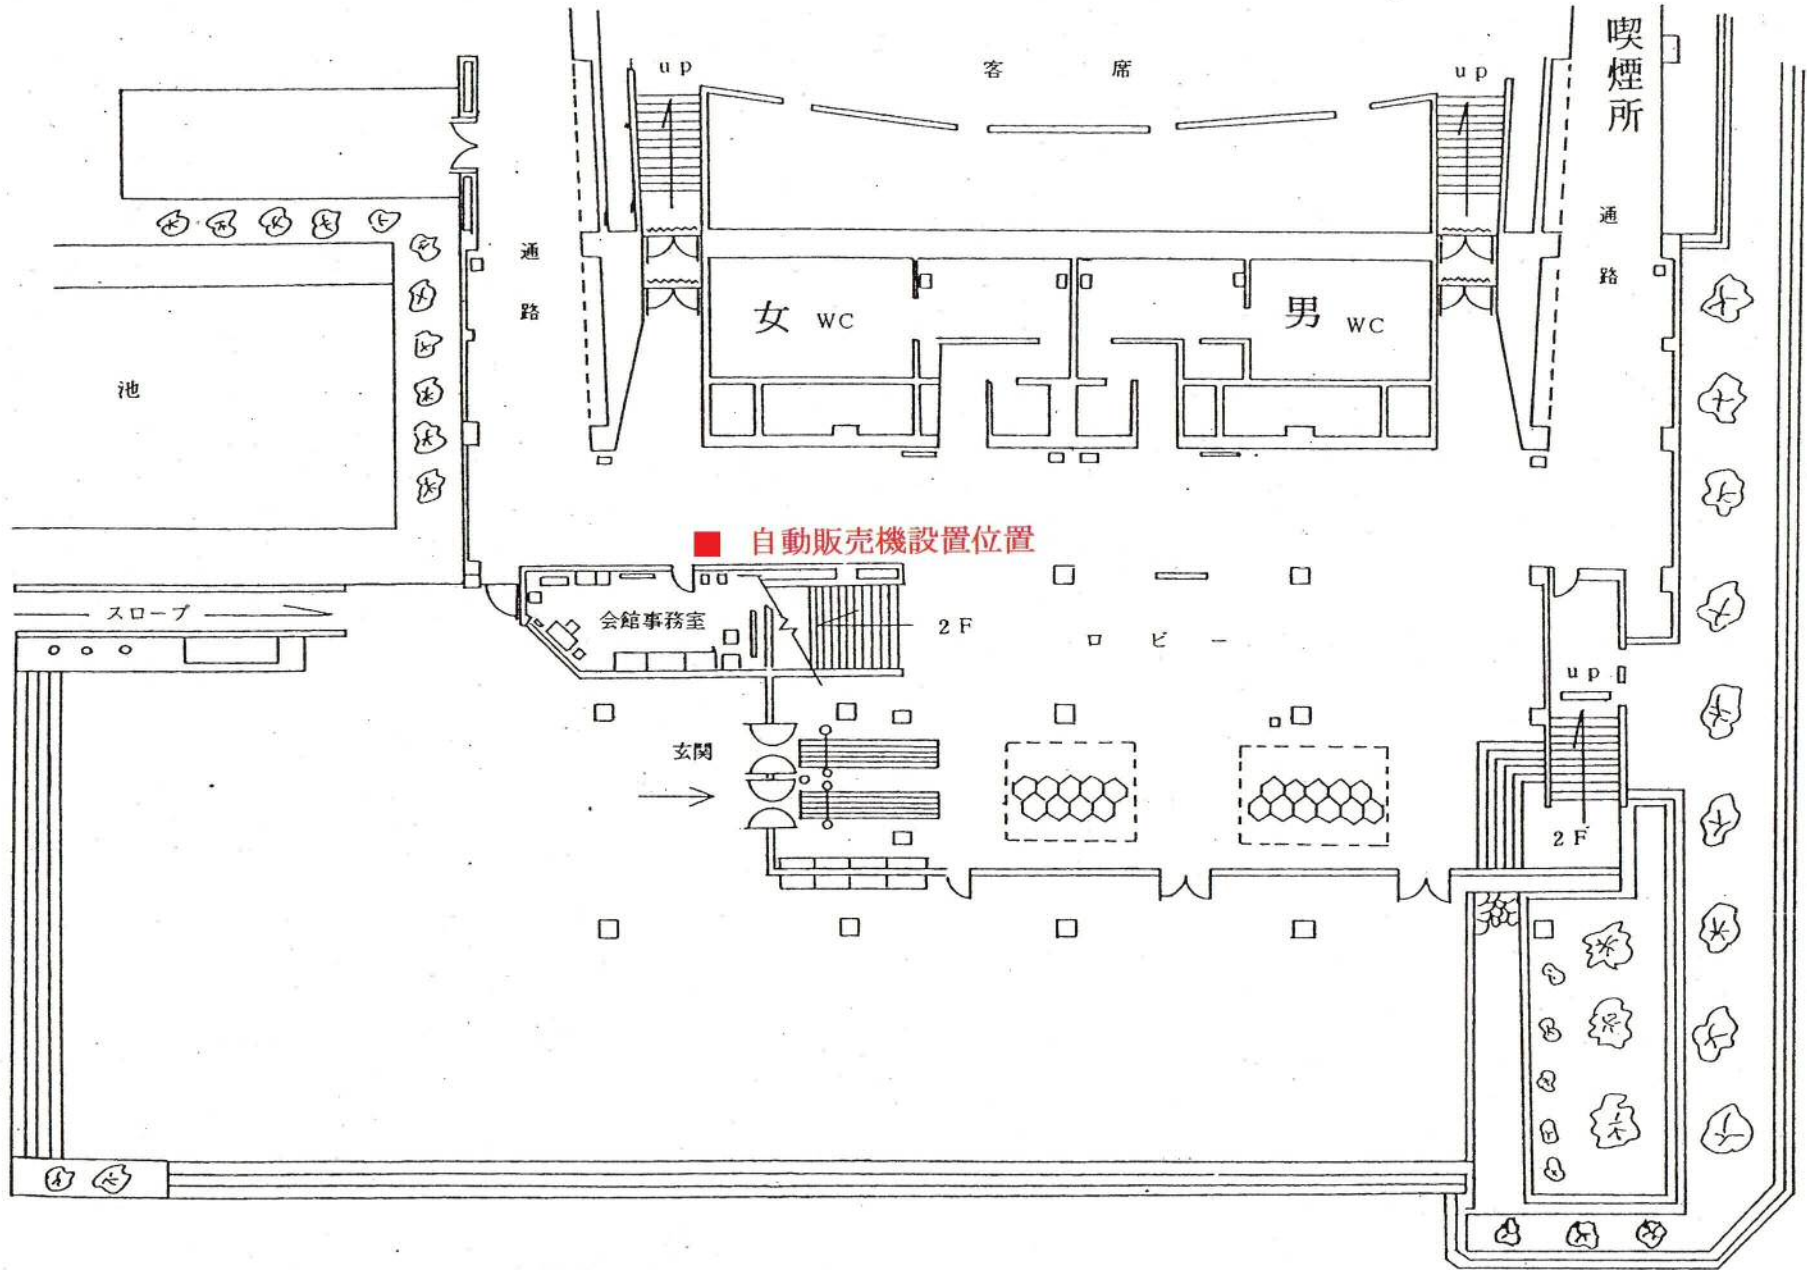 up
客席
up
喫煙所
通路
通路
女 WC
男 WC
池
自動販売機設置位置
スロープ
会館事務室
2F
ロビー
up
玄関
2F